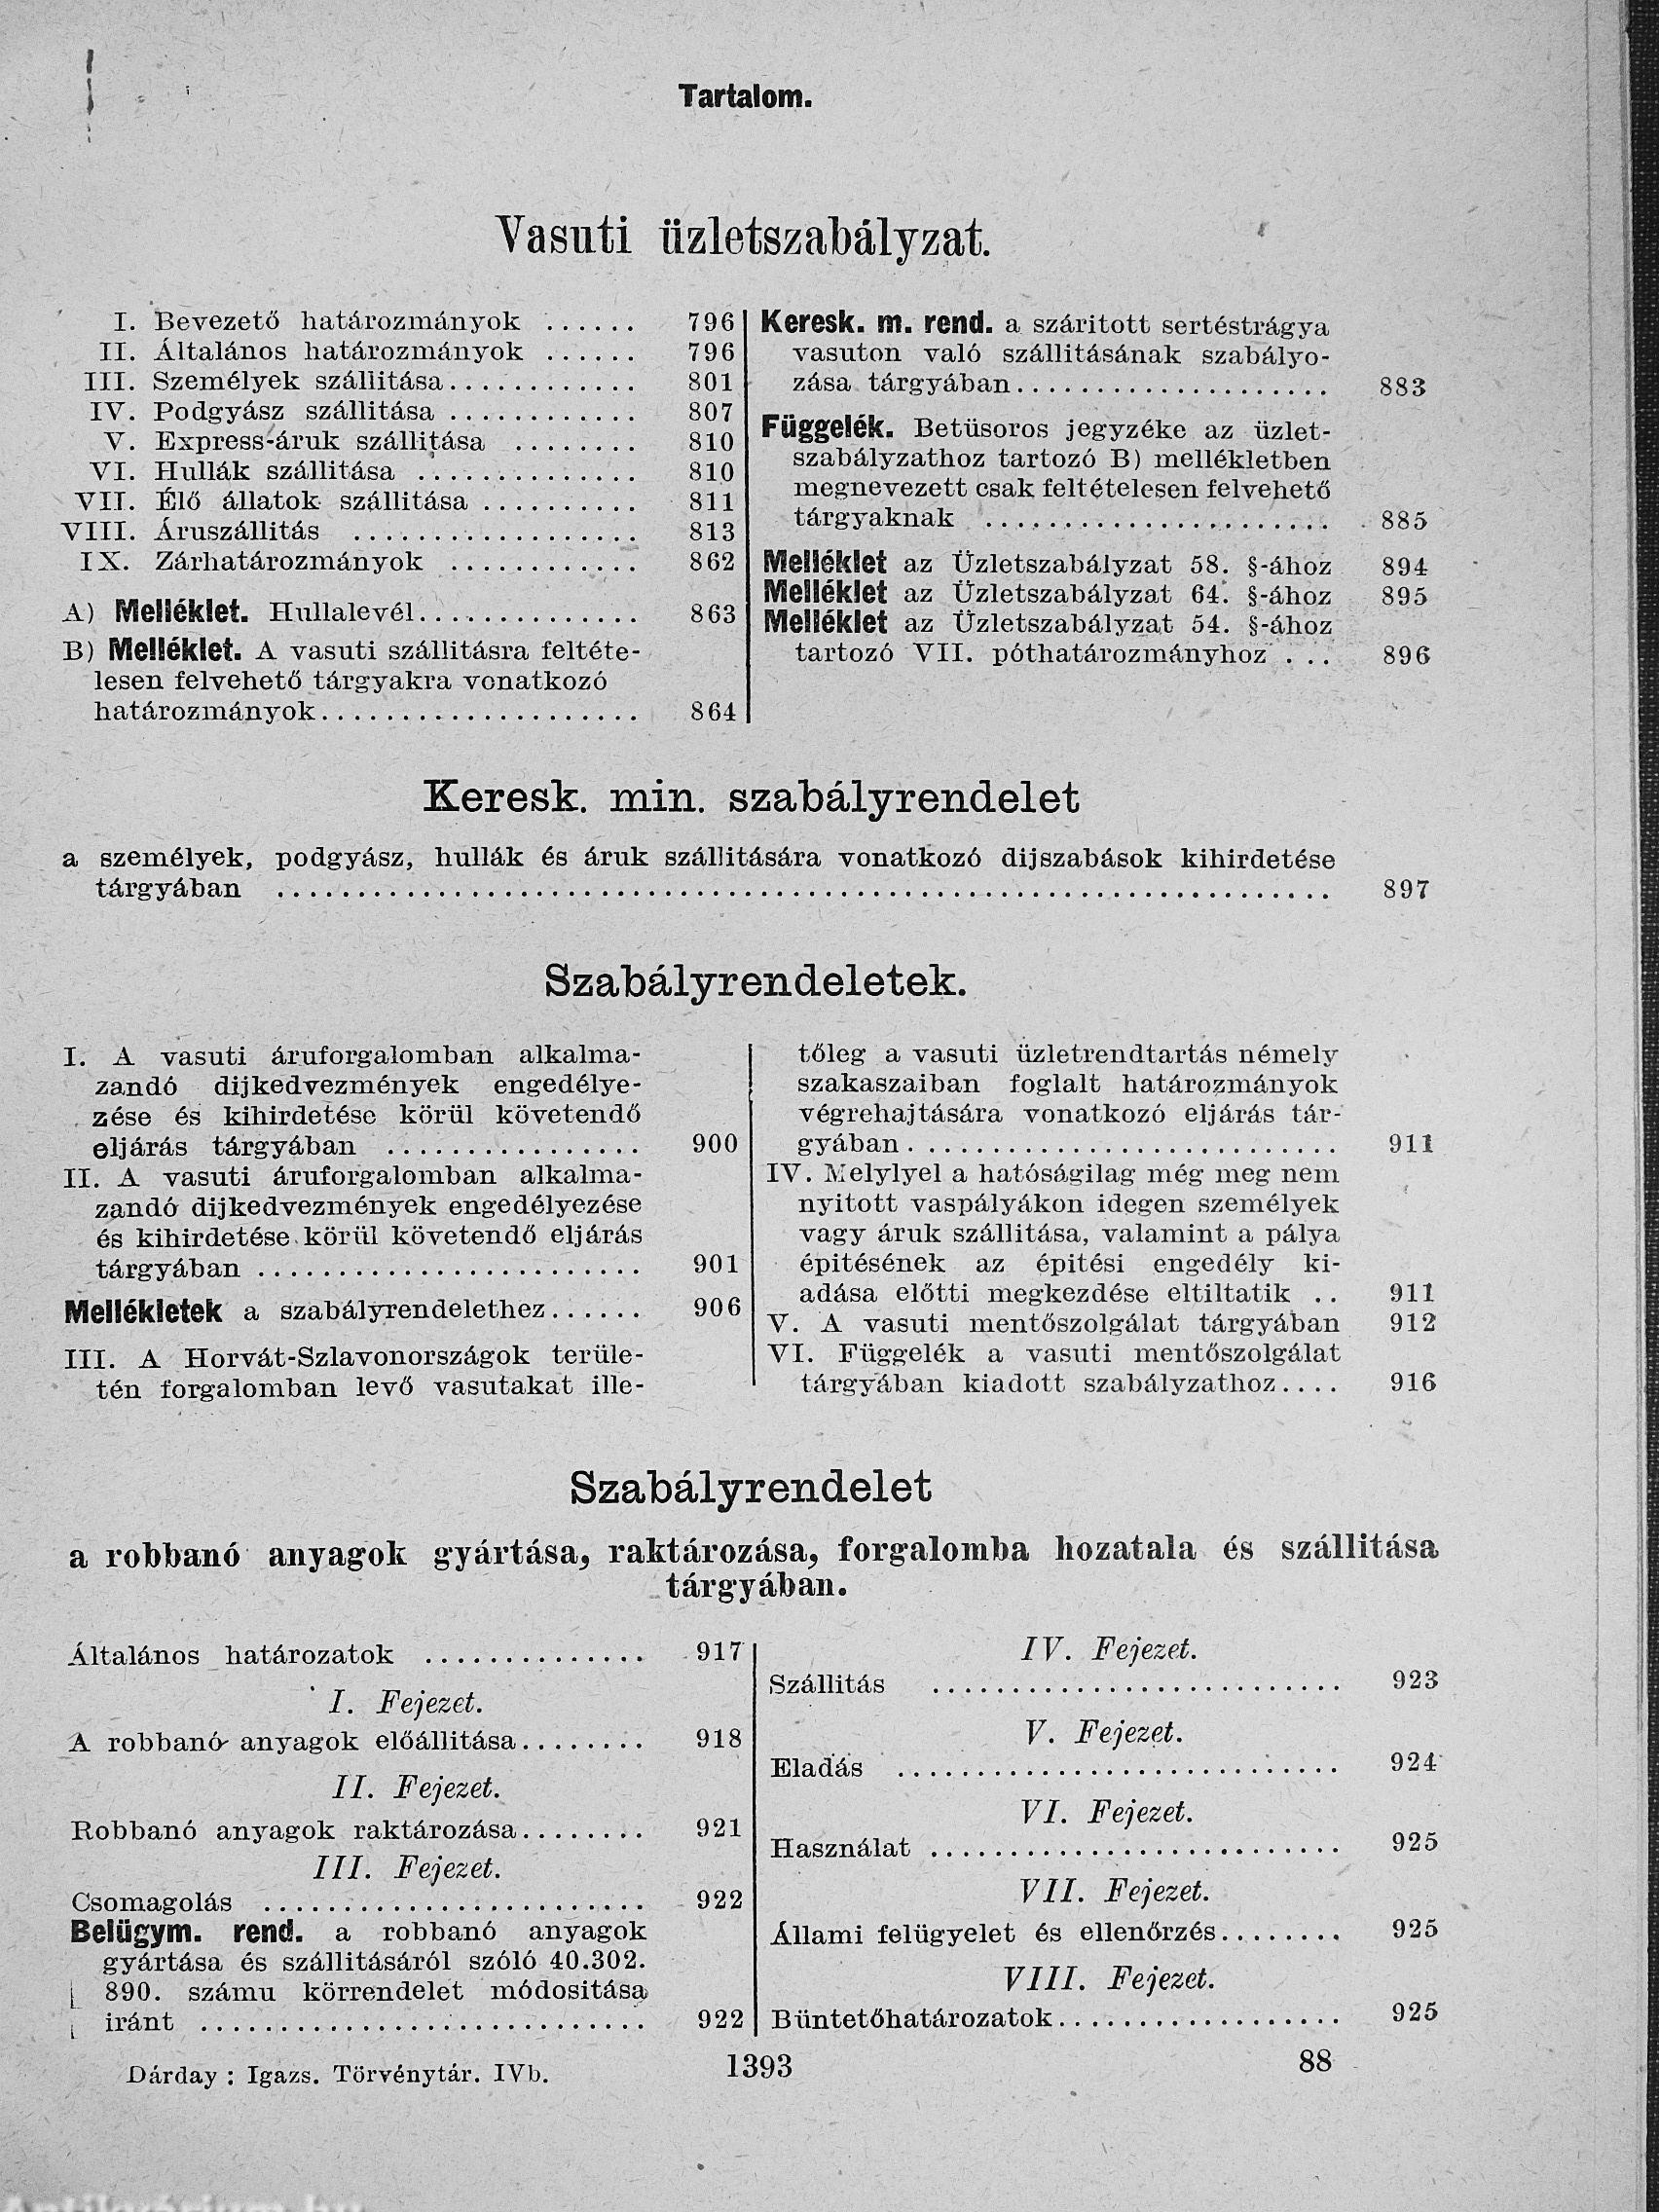 Tartalom.
Vasuti üzletszabályzat.
I. Bevezető határozmányok ...... 796
II. Általános határozmányok ...... 796
III. Személyek szállitása............ 801
IV. Podgyász szállitása ............ 807
V. Express-áruk szállitása ........ 810
VI. Hullák szállitása .............. 810
VII. Élő állatok szállitása .......... 811
VIII. Áruszállitás .................. 813
IX. Zárhatározmányok ............ 862
A) Melléklet. Hullalevél.............. 863
B) Melléklet. A vasuti szállitásra feltéte-
lesen felvehető tárgyakra vonatkozó
határozmányok.................... 864
Keresk. m. rend. a száritott sertéstrágya
vasuton való szállitásának szabályo-
zása tárgyában.................... 883
Függelék. Betüsoros jegyzéke az üzlet-
szabályzathoz tartozó B) mellékletben
megnevezett csak feltételesen felvehető
tárgyaknak ...................... 885
Melléklet az Üzletszabályzat 58. §-ához 894
Melléklet az Üzletszabályzat 64. §-ához 895
Melléklet az Üzletszabályzat 54. §-ához
tartozó VII. póthatározmányhoz ... 896
Keresk. min. szabályrendelet
a személyek, podgyász, hullák és áruk szállitására vonatkozó dijszabások kihirdetése
tárgyában .................................................................. 897
Szabályrendeletek.
I. A vasuti áruforgalomban alkalma-
zandó dijkedvezmények engedélye-
zése és kihirdetése körül követendő
eljárás tárgyában ................ 900
II. A vasuti áruforgalomban alkalma-
zandó dijkedvezmények engedélyezése
és kihirdetése körül követendő eljárás
tárgyában ........................ 901
Mellékletek a szabályrendelethez...... 906
III. A Horvát-Szlavonországok terüle-
tén forgalomban levő vasutakat ille-
tőleg a vasuti üzletrendtartás némely
szakaszaiban foglalt határozmányok
végrehajtására vonatkozó eljárás tár-
gyában........................... 911
IV. Melylyel a hatóságilag még meg nem
nyitott vaspályákon idegen személyek
vagy áruk szállitása, valamint a pálya
épitésének az épitési engedély ki-
adása előtti megkezdése eltiltatik .. 911
V. A vasuti mentőszolgálat tárgyában 912
VI. Függelék a vasuti mentőszolgálat
tárgyában kiadott szabályzathoz.... 916
Szabályrendelet
a robbanó anyagok gyártása, raktározása, forgalomba hozatala és szállitása
tárgyában.
Általános határozatok .............. 917
I. Fejezet.
A robbanó anyagok előállitása........ 918
II. Fejezet.
Robbanó anyagok raktározása........ 921
III. Fejezet.
Csomagolás ........................ 922
Belügym. rend. a robbanó anyagok
gyártása és szállitásáról szóló 40.302.
890. számu körrendelet módositása
iránt ............................ 922
IV. Fejezet.
Szállitás .......................... 923
V. Fejezet.
Eladás ............................ 924
VI. Fejezet.
Használat .......................... 925
VII. Fejezet.
Állami felügyelet és ellenőrzés........ 925
VIII. Fejezet.
Büntetőhatározatok.................. 925
Dárday : Igazs. Törvénytár. IVb. 1393 88